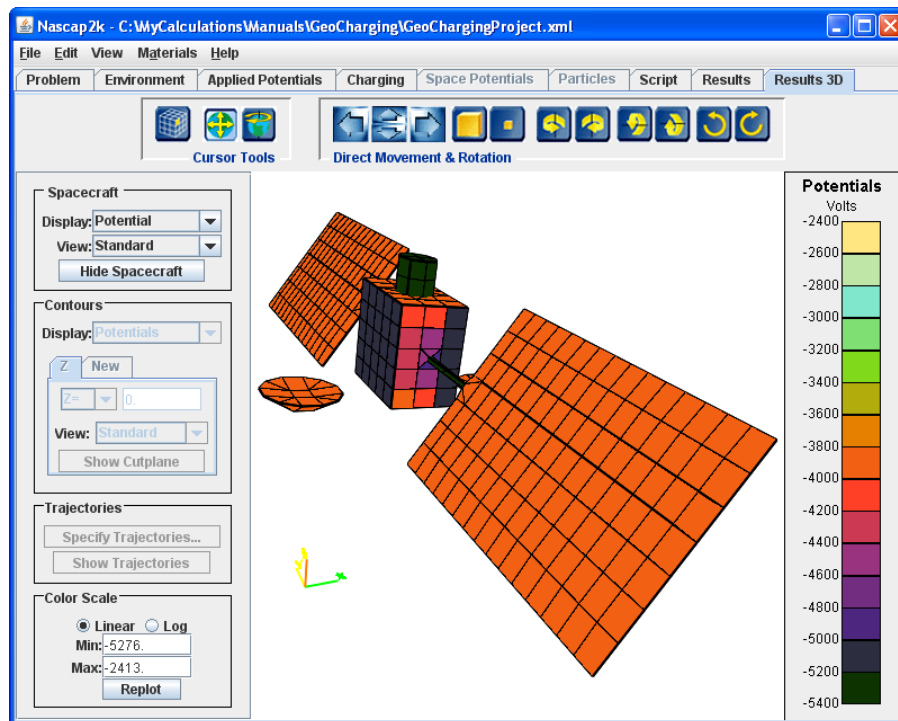 Nascap2k - C:\MyCalculations\Manuals\GeoCharging\GeoChargingProject.xml
File Edit View Materials Help
Problem Environment Applied Potentials Charging Space Potentials Particles Script Results Results 3D
Cursor Tools Direct Movement & Rotation
Spacecraft
Display: Potential
View: Standard
Hide Spacecraft
Contours
Display: Potentials
Z New
Z= 0.
View: Standard
Show Cutplane
Trajectories
Specify Trajectories...
Show Trajectories
Color Scale
Linear Log
Min: -5276.
Max: -2413.
Replot
Potentials
Volts
-2400
-2600
-2800
-3000
-3200
-3400
-3600
-3800
-4000
-4200
-4400
-4600
-4800
-5000
-5200
-5400